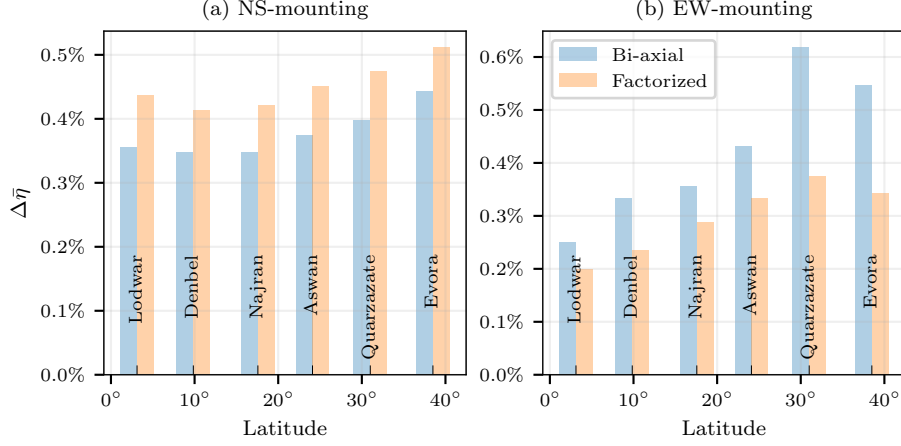 (a) NS-mounting
Δη̄
0.5%
0.4%
0.3%
0.2%
0.1%
0.0%
Lodwar
Denbel
Najran
Aswan
Quarzazate
Evora
0° 10° 20° 30° 40°
Latitude
(b) EW-mounting
Bi-axial
Factorized
0.6%
0.5%
0.4%
0.3%
0.2%
0.1%
0.0%
Lodwar
Denbel
Najran
Aswan
Quarzazate
Evora
0° 10° 20° 30° 40°
Latitude